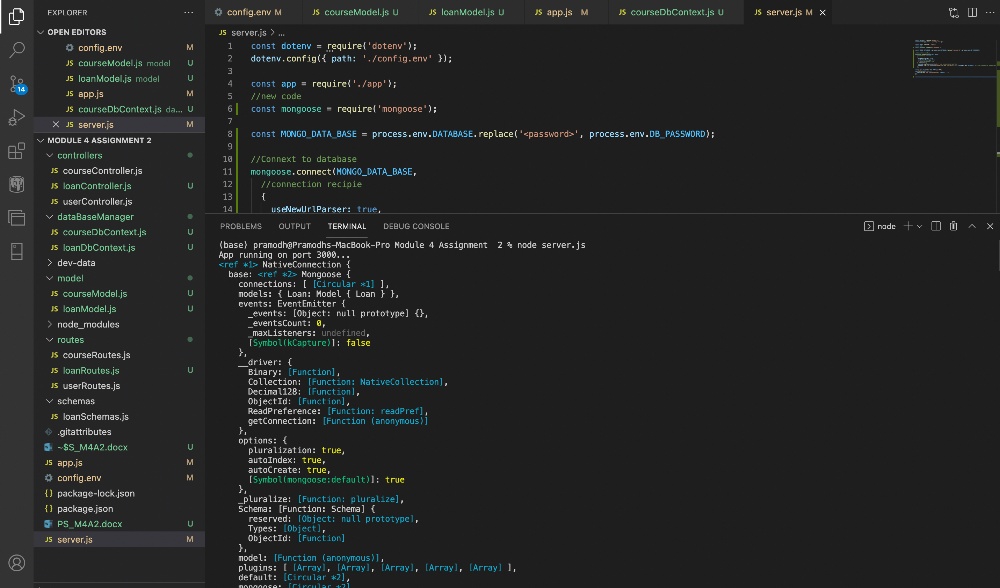 EXPLORER
OPEN EDITORS
config.env M
JS courseModel.js model U
JS loanModel.js model U
JS app.js M
JS courseDbContext.js da... U
JS server.js M
MODULE 4 ASSIGNMENT 2
controllers
JS courseController.js
JS loanController.js U
JS userController.js
dataBaseManager
JS courseDbContext.js U
JS loanDbContext.js U
dev-data
model
JS courseModel.js U
JS loanModel.js U
node_modules
routes
JS courseRoutes.js
JS loanRoutes.js U
JS userRoutes.js
schemas
JS loanSchemas.js
.gitattributes
~$S_M4A2.docx U
JS app.js M
config.env M
{} package-lock.json
{} package.json
PS_M4A2.docx U
JS server.js M
14
config.env M JS courseModel.js U JS loanModel.js U JS app.js M JS courseDbContext.js U JS server.js M
JS server.js > ...
1 const dotenv = require('dotenv');
2 dotenv.config({ path: './config.env' });
3
4 const app = require('./app');
5 //new code
6 const mongoose = require('mongoose');
7
8 const MONGO_DATA_BASE = process.env.DATABASE.replace('<password>', process.env.DB_PASSWORD);
9
10 //Connext to database
11 mongoose.connect(MONGO_DATA_BASE,
12 //connection recipie
13 {
14 useNewUrlParser: true,
PROBLEMS OUTPUT TERMINAL DEBUG CONSOLE node
(base) pramodh@Pramodhs-MacBook-Pro Module 4 Assignment  2 % node server.js
App running on port 3000...
<ref *1> NativeConnection {
base: <ref *2> Mongoose {
connections: [ [Circular *1] ],
models: { Loan: Model { Loan } },
events: EventEmitter {
_events: [Object: null prototype] {},
_eventsCount: 0,
_maxListeners: undefined,
[Symbol(kCapture)]: false
},
__driver: {
Binary: [Function],
Collection: [Function: NativeCollection],
Decimal128: [Function],
ObjectId: [Function],
ReadPreference: [Function: readPref],
getConnection: [Function (anonymous)]
},
options: {
pluralization: true,
autoIndex: true,
autoCreate: true,
[Symbol(mongoose:default)]: true
},
_pluralize: [Function: pluralize],
Schema: [Function: Schema] {
reserved: [Object: null prototype],
Types: [Object],
ObjectId: [Function]
},
model: [Function (anonymous)],
plugins: [ [Array], [Array], [Array], [Array], [Array] ],
default: [Circular *2],
mongoose: [Circular *2]